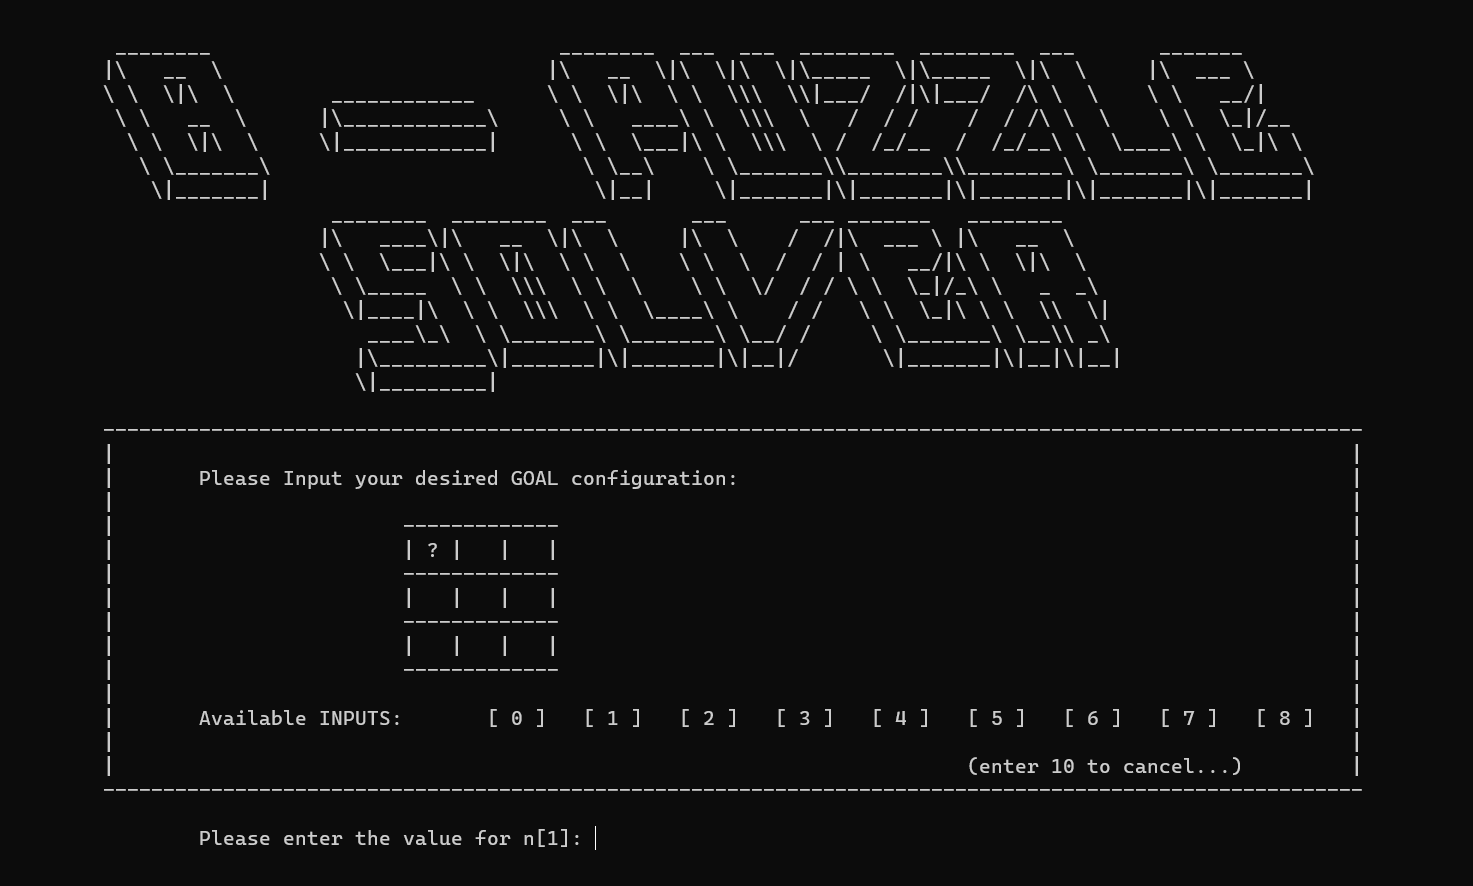 8 - PUZZLE
SOLVER
Please Input your desired GOAL configuration:
| ? |   |   |
|   |   |   |
|   |   |   |
Available INPUTS: [ 0 ] [ 1 ] [ 2 ] [ 3 ] [ 4 ] [ 5 ] [ 6 ] [ 7 ] [ 8 ]
(enter 10 to cancel...)
Please enter the value for n[1]: